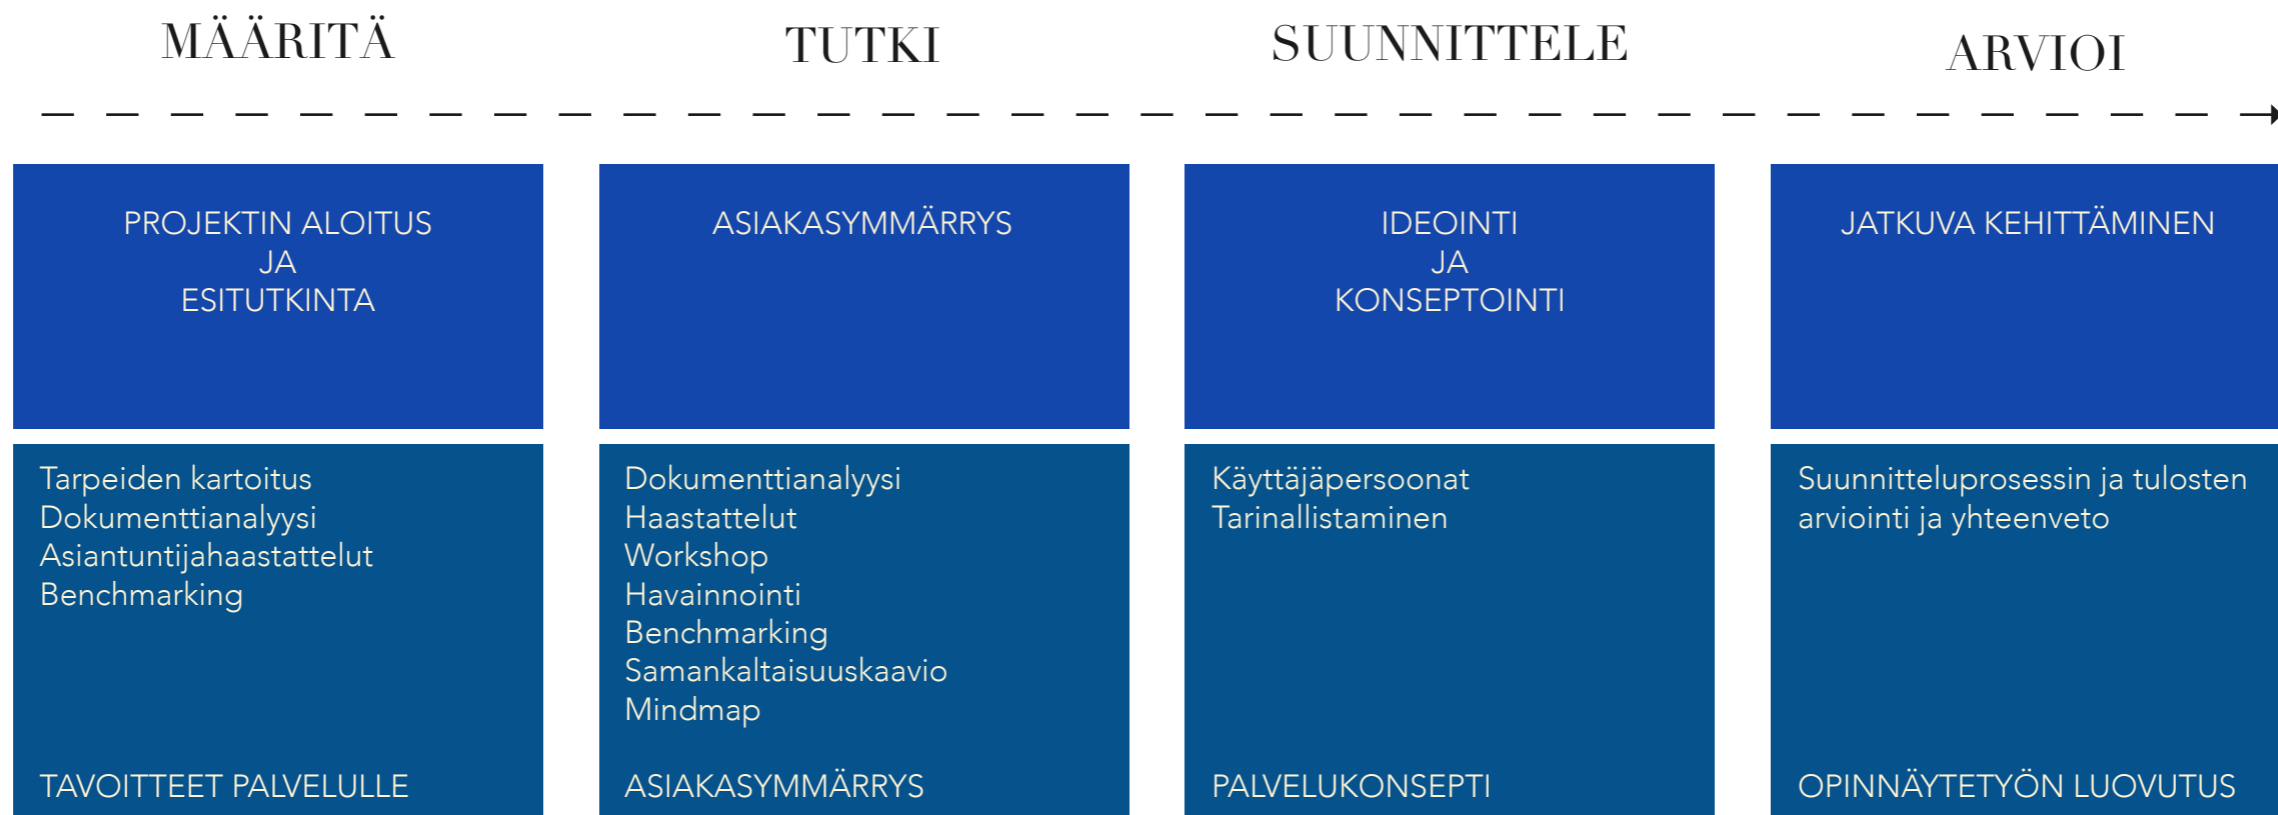 MÄÄRITÄ
TUTKI
SUUNNITTELE
ARVIOI
PROJEKTIN ALOITUS
JA
ESITUTKINTA
ASIAKASYMMÄRRYS
IDEOINTI
JA
KONSEPTOINTI
JATKUVA KEHITTÄMINEN
Tarpeiden kartoitus
Dokumenttianalyysi
Asiantuntijahaastattelut
Benchmarking
TAVOITTEET PALVELULLE
Dokumenttianalyysi
Haastattelut
Workshop
Havainnointi
Benchmarking
Samankaltaisuuskaavio
Mindmap
ASIAKASYMMÄRRYS
Käyttäjäpersoonat
Tarinallistaminen
PALVELUKONSEPTI
Suunnitteluprosessin ja tulosten
arviointi ja yhteenveto
OPINNÄYTETYÖN LUOVUTUS